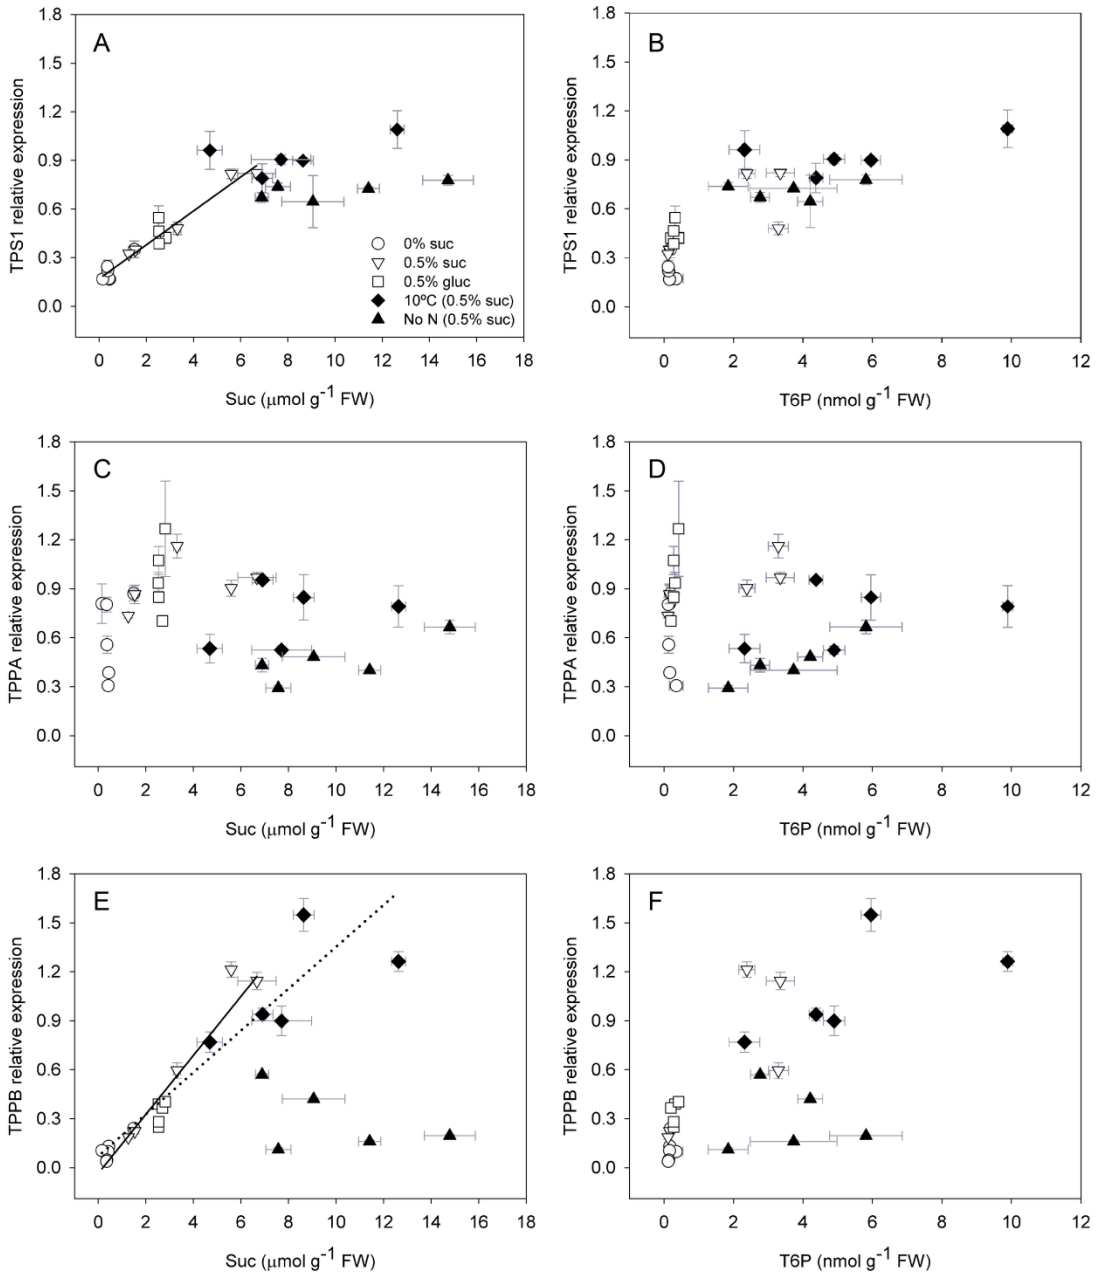 A
TPS1 relative expression
1.8
1.5
1.2
0.9
0.6
0.3
0.0
○ 0% suc
▽ 0.5% suc
□ 0.5% gluc
◆ 10ºC (0.5% suc)
▲ No N (0.5% suc)
0 2 4 6 8 10 12 14 16 18
Suc (μmol g⁻¹ FW)
B
TPS1 relative expression
1.8
1.5
1.2
0.9
0.6
0.3
0.0
0 2 4 6 8 10 12
T6P (nmol g⁻¹ FW)
C
TPPA relative expression
1.8
1.5
1.2
0.9
0.6
0.3
0.0
0 2 4 6 8 10 12 14 16 18
Suc (μmol g⁻¹ FW)
D
TPPA relative expression
1.8
1.5
1.2
0.9
0.6
0.3
0.0
0 2 4 6 8 10 12
T6P (nmol g⁻¹ FW)
E
TPPB relative expression
1.8
1.5
1.2
0.9
0.6
0.3
0.0
0 2 4 6 8 10 12 14 16 18
Suc (μmol g⁻¹ FW)
F
TPPB relative expression
1.8
1.5
1.2
0.9
0.6
0.3
0.0
0 2 4 6 8 10 12
T6P (nmol g⁻¹ FW)